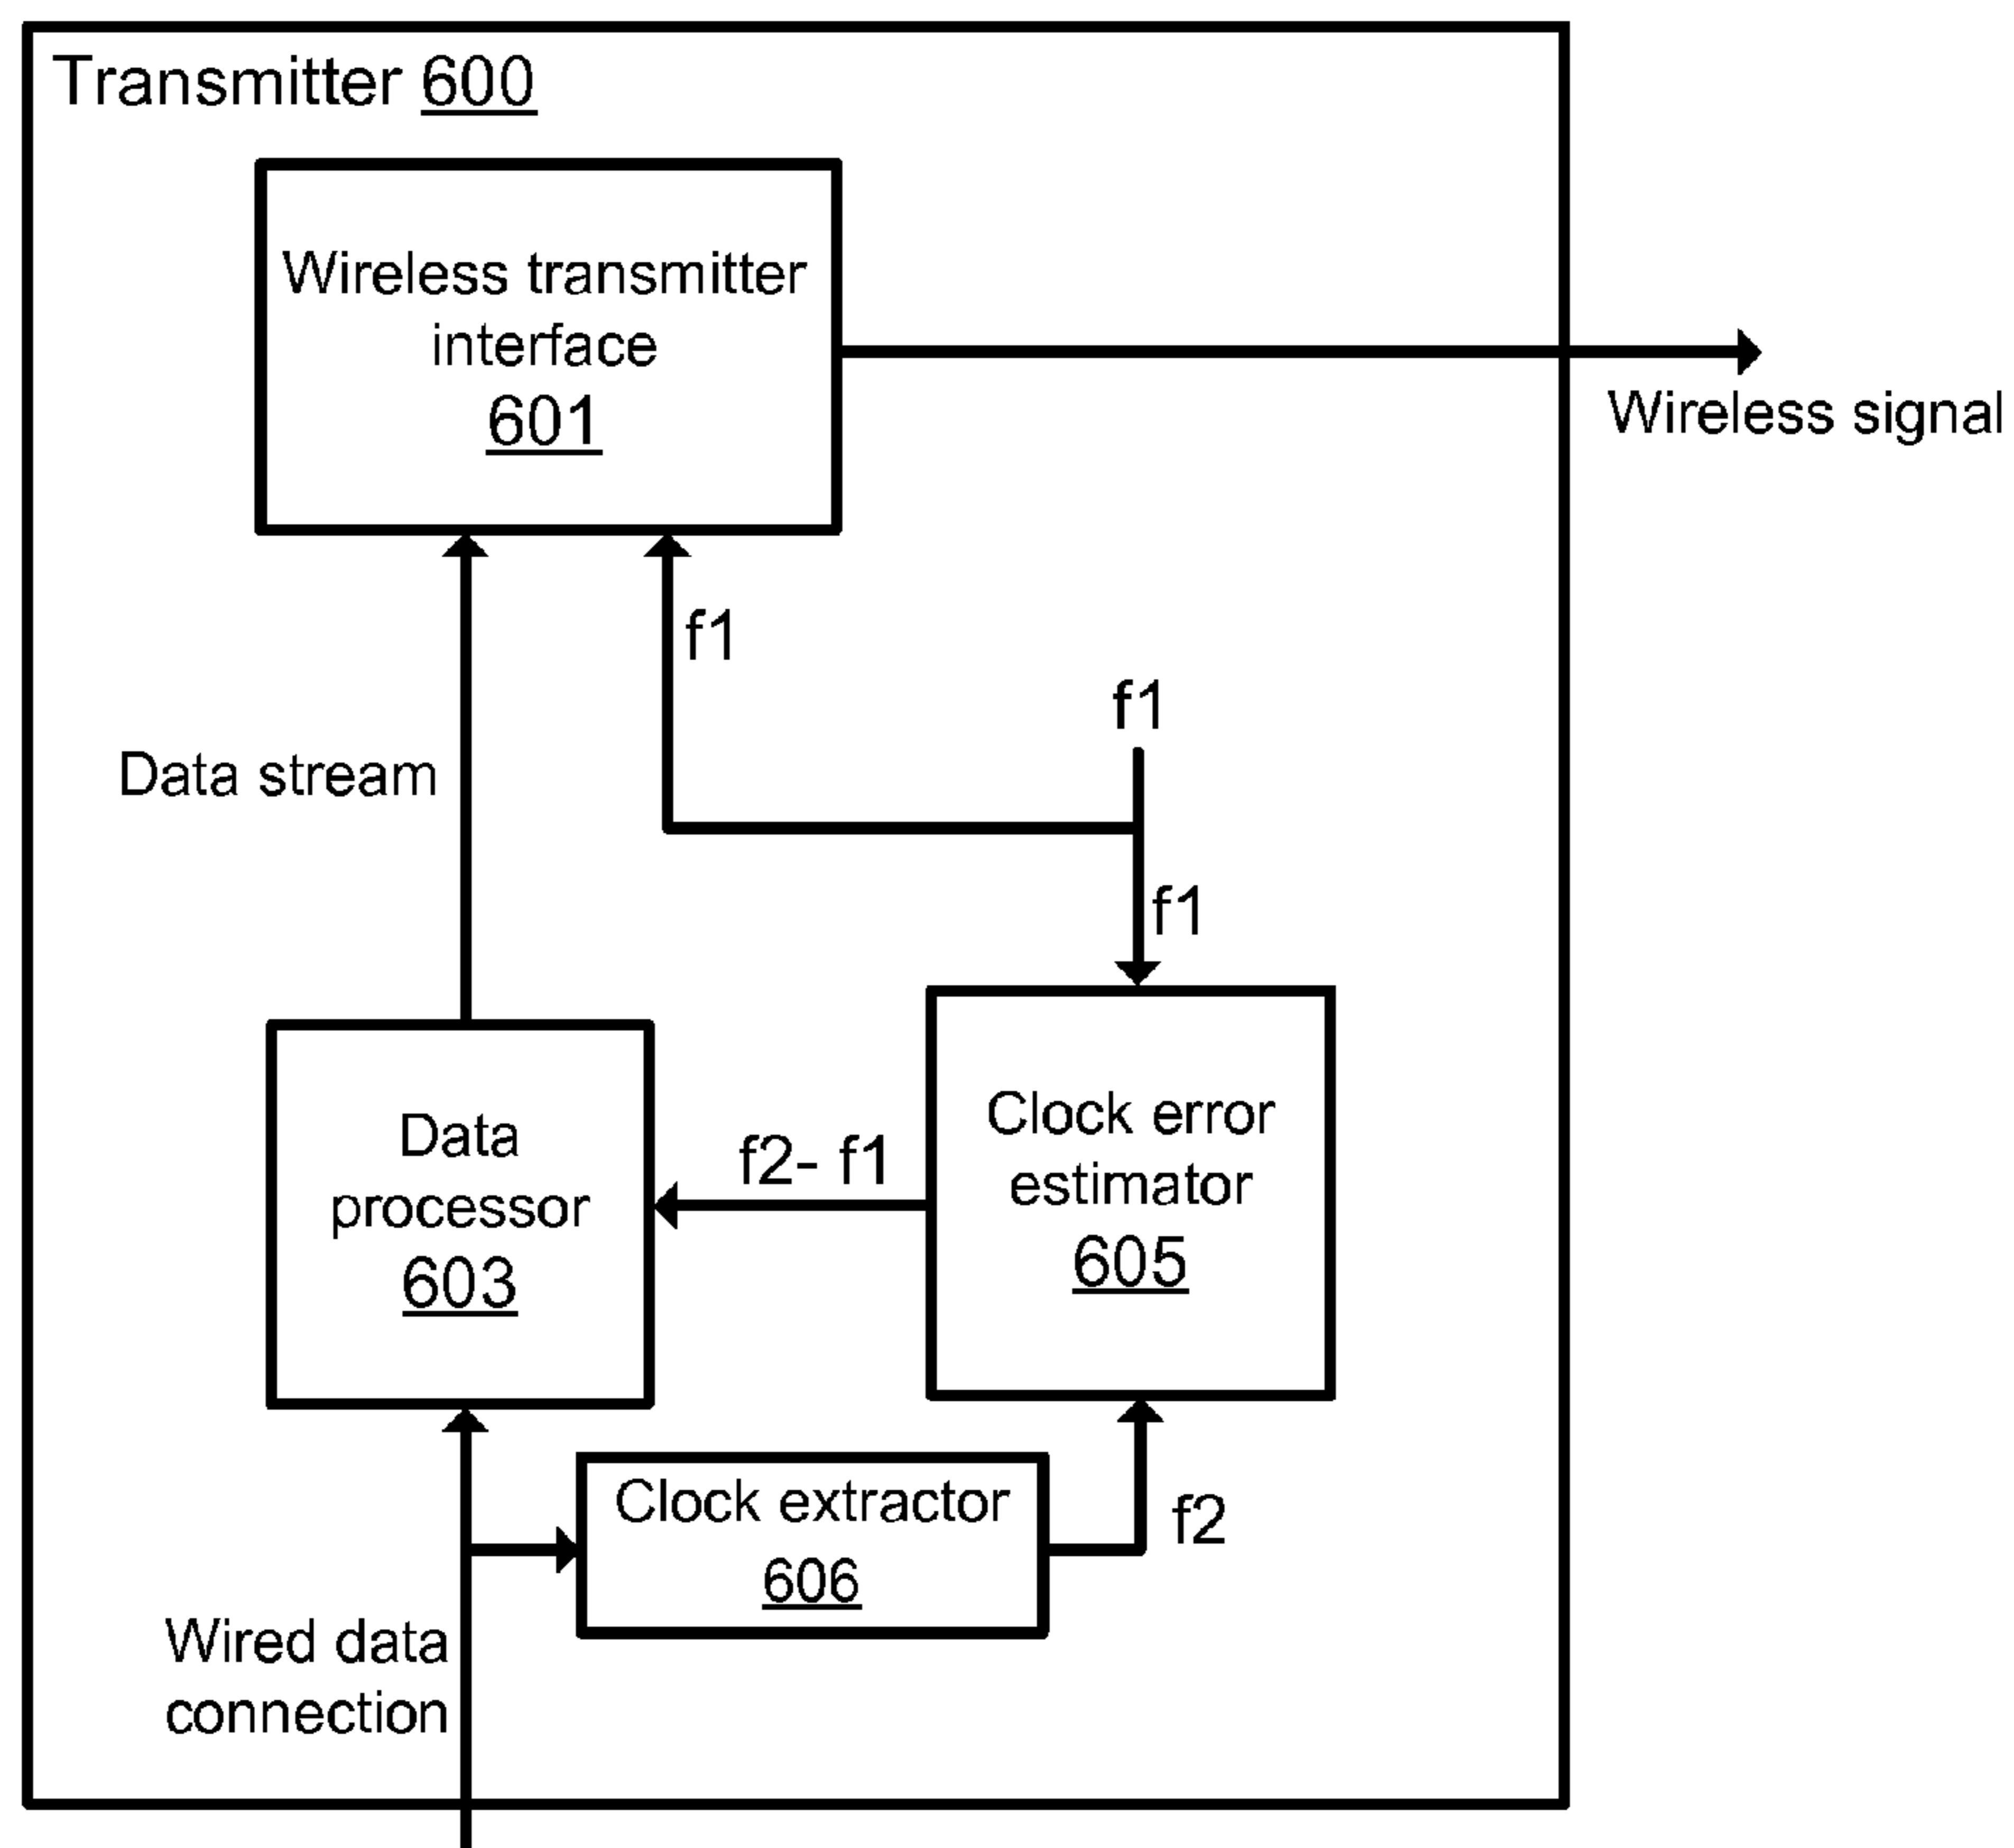 Transmitter 600
Wireless transmitter
interface
601
Wireless signal
f1
f1
Data stream
f1
Data
processor
603
f2- f1
Clock error
estimator
605
Clock extractor
606
f2
Wired data
connection